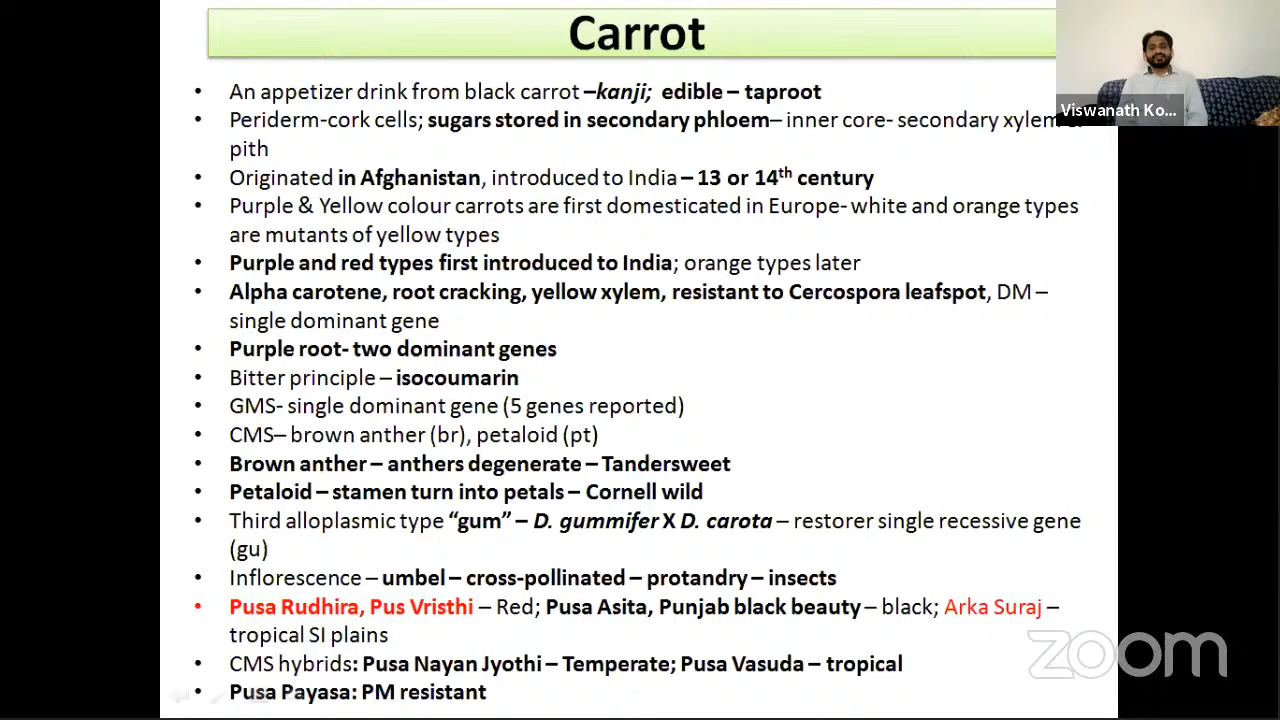 Carrot
• An appetizer drink from black carrot –kanji; edible – taproot
• Periderm-cork cells; sugars stored in secondary phloem– inner core- secondary xylem
pith
• Originated in Afghanistan, introduced to India – 13 or 14th century
• Purple & Yellow colour carrots are first domesticated in Europe- white and orange types
are mutants of yellow types
• Purple and red types first introduced to India; orange types later
• Alpha carotene, root cracking, yellow xylem, resistant to Cercospora leafspot, DM –
single dominant gene
• Purple root- two dominant genes
• Bitter principle – isocoumarin
• GMS- single dominant gene (5 genes reported)
• CMS– brown anther (br), petaloid (pt)
• Brown anther – anthers degenerate – Tandersweet
• Petaloid – stamen turn into petals – Cornell wild
• Third alloplasmic type “gum” – D. gummifer X D. carota – restorer single recessive gene
(gu)
• Inflorescence – umbel – cross-pollinated – protandry – insects
• Pusa Rudhira, Pus Vristhi – Red; Pusa Asita, Punjab black beauty – black; Arka Suraj –
tropical SI plains
• CMS hybrids: Pusa Nayan Jyothi – Temperate; Pusa Vasuda – tropical
• Pusa Payasa: PM resistant
Viswanath Ko...
zoom